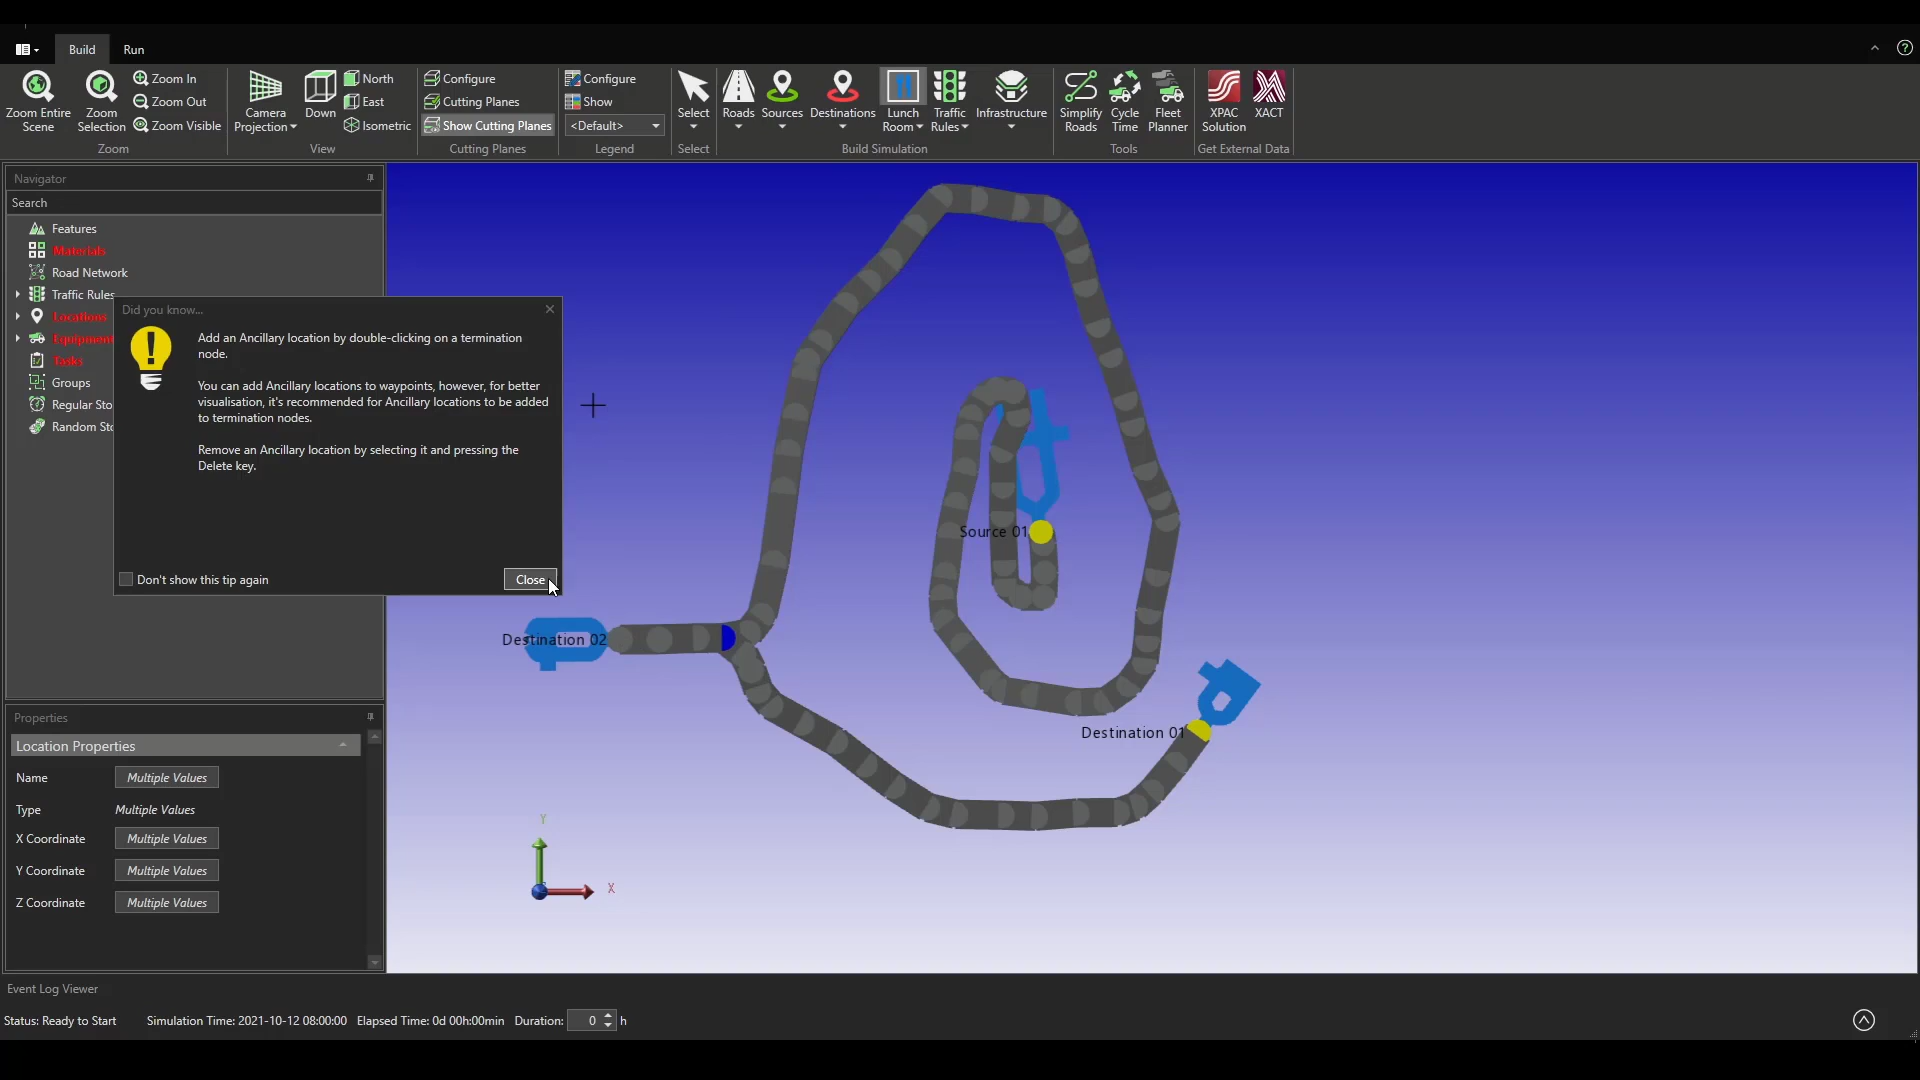 Build
Run
Zoom Entire Scene
Zoom Selection
Zoom In
Zoom Out
Zoom Visible
Zoom
Camera Projection
Down
North
East
Isometric
View
Configure
Cutting Planes
Show Cutting Planes
Cutting Planes
Configure
Show
<Default>
Legend
Select
Select
Roads
Sources
Destinations
Lunch Room
Traffic Rules
Infrastructure
Build Simulation
Simplify Roads
Cycle Time
Fleet Planner
Tools
XPAC Solution
XACT
Get External Data
Navigator
Search
Features
Materials
Road Network
Traffic Rules
Locations
Equipment
Tasks
Groups
Regular Sto
Random Sto
Did you know...
Add an Ancillary location by double-clicking on a termination
node.
You can add Ancillary locations to waypoints, however, for better
visualisation, it's recommended for Ancillary locations to be added
to termination nodes.
Remove an Ancillary location by selecting it and pressing the
Delete key.
Don't show this tip again
Close
Source 01
Destination 02
Destination 01
Y
X
Properties
Location Properties
Name Multiple Values
Type Multiple Values
X Coordinate Multiple Values
Y Coordinate Multiple Values
Z Coordinate Multiple Values
Event Log Viewer
Status: Ready to Start Simulation Time: 2021-10-12 08:00:00 Elapsed Time: 0d 00h:00min Duration: 0 h